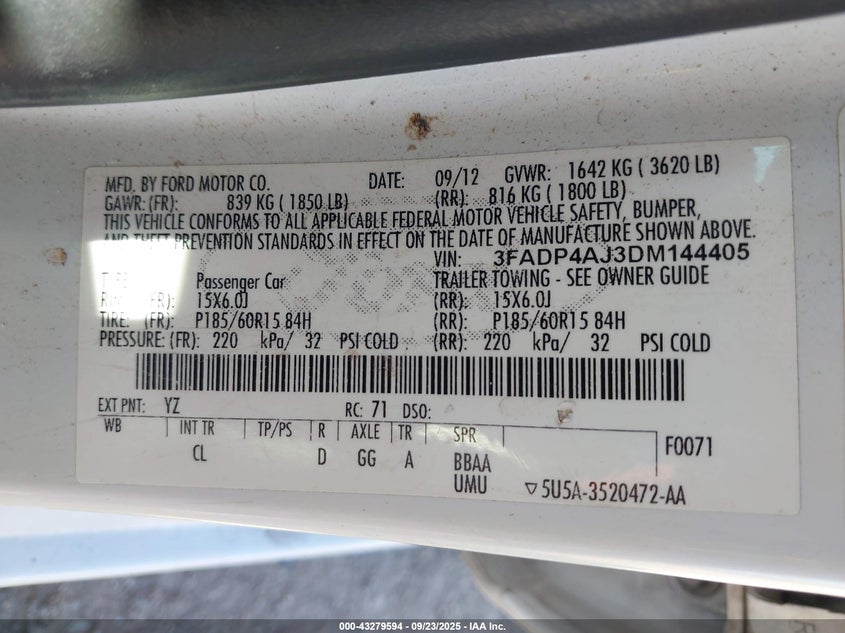 MFD. BY FORD MOTOR CO. DATE: 09/12 GVWR: 1642 KG ( 3620 LB)
GAWR: (FR): 839 KG ( 1850 LB) (RR): 816 KG ( 1800 LB)
THIS VEHICLE CONFORMS TO ALL APPLICABLE FEDERAL MOTOR VEHICLE SAFETY, BUMPER,
AND THEFT PREVENTION STANDARDS IN EFFECT ON THE DATE OF MANUFACTURE SHOWN ABOVE.
VIN: 3FADP4AJ3DM144405
TYPE: Passenger Car TRAILER TOWING - SEE OWNER GUIDE
RIM: (FR): 15X6.0J (RR): 15X6.0J
TIRE: (FR): P185/60R15 84H (RR): P185/60R15 84H
PRESSURE: (FR): 220 kPa/ 32 PSI COLD (RR): 220 kPa/ 32 PSI COLD
EXT PNT: YZ RC: 71 DSO:
WB INT TR TP/PS R AXLE TR SPR F0071
CL D GG A BBAA
UMU ▽5U5A-3520472-AA
000-43279594 - 09/23/2025 - IAA Inc.